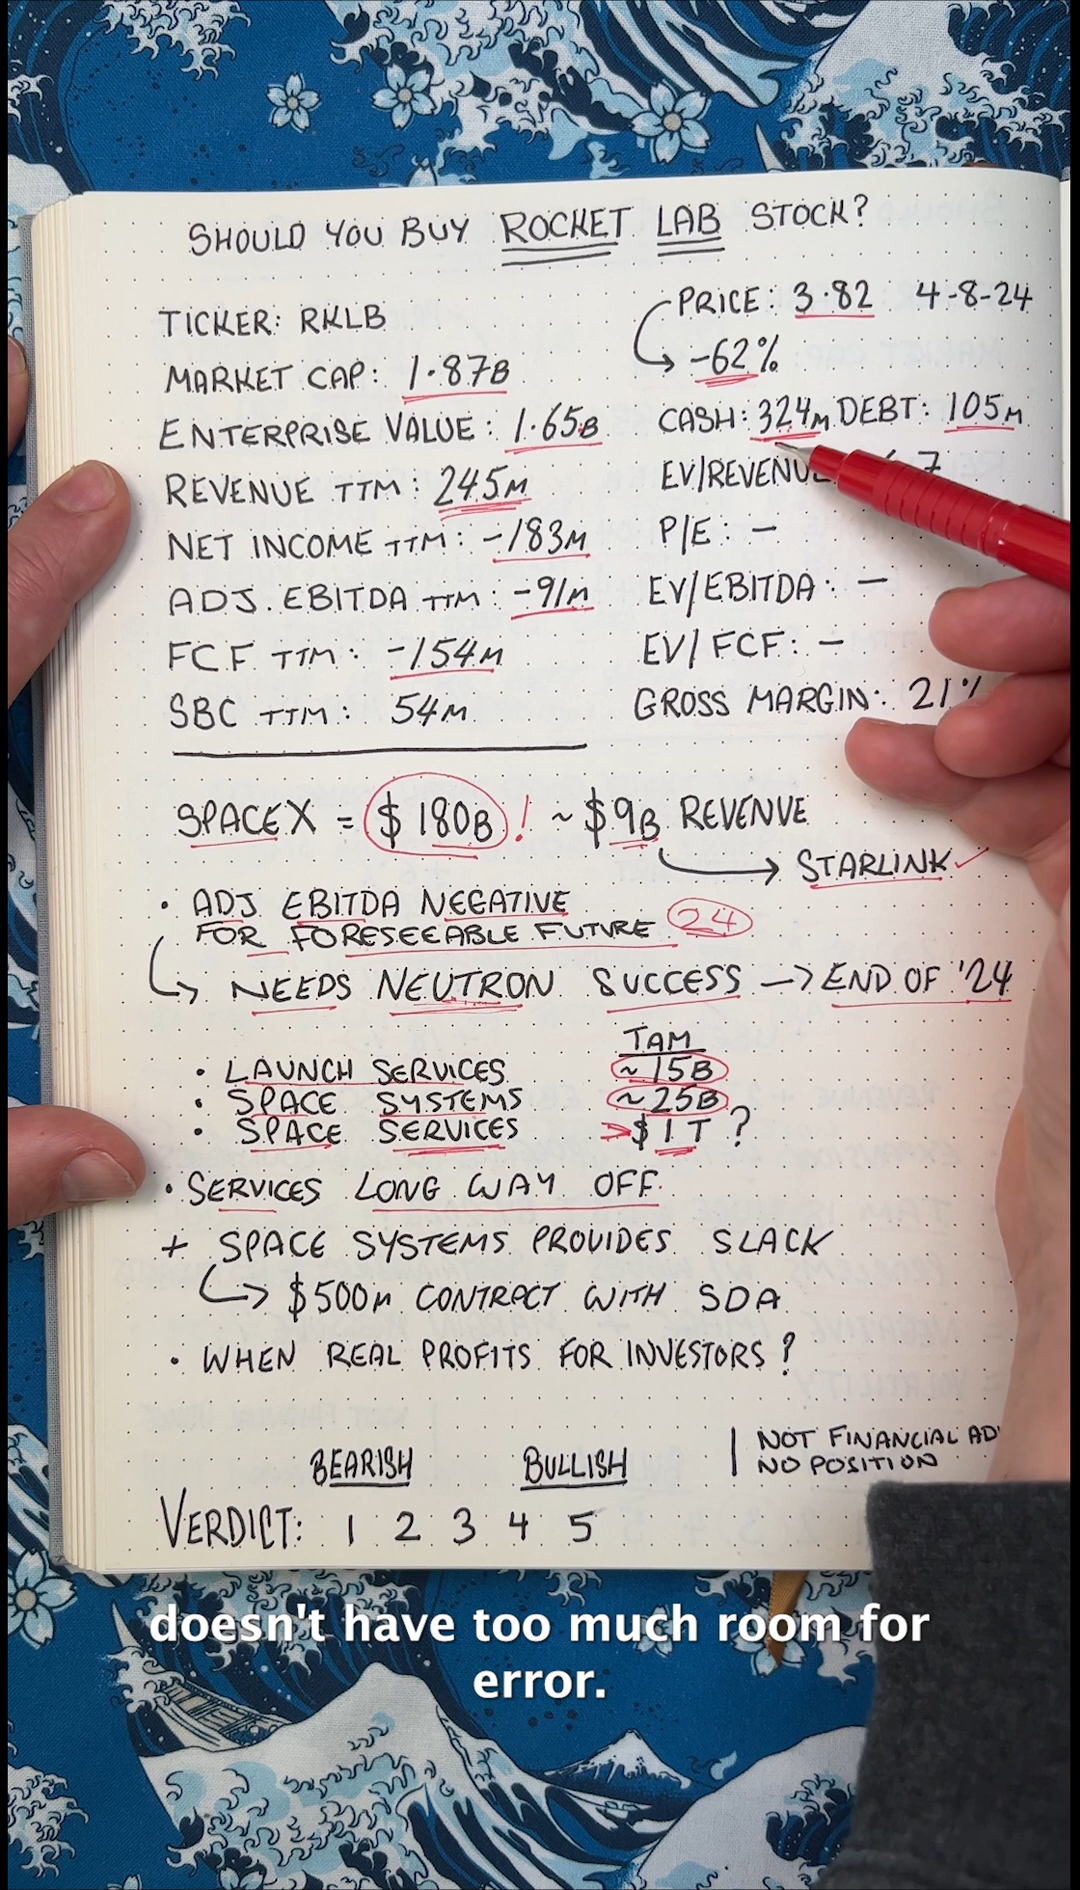 SHOULD YOU BUY ROCKET LAB STOCK?
TICKER: RKLB
MARKET CAP: 1.87B
ENTERPRISE VALUE: 1.65B
REVENUE TTM: 245M
NET INCOME TTM: -183M
ADJ. EBITDA TTM: -91M
FCF TTM: -154M
SBC TTM: 54M
PRICE: 3.82 4-8-24
→ -62%
CASH: 324M DEBT: 105M
EV/REVENUE 7
P/E: —
EV/EBITDA: —
EV/FCF: —
GROSS MARGIN: 21%
SPACEX = $180B! ~$9B REVENUE
→ STARLINK ✓
• ADJ EBITDA NEGATIVE
FOR FORESEEABLE FUTURE 24
→ NEEDS NEUTRON SUCCESS → END OF '24
TAM
• LAUNCH SERVICES ~15B
• SPACE SYSTEMS ~25B
• SPACE SERVICES $1T?
• SERVICES LONG WAY OFF
+ SPACE SYSTEMS PROVIDES SLACK
→ $500M CONTRACT WITH SDA
• WHEN REAL PROFITS FOR INVESTORS?
BEARISH BULLISH
VERDICT: 1 2 3 4 5
NOT FINANCIAL AD
NO POSITION
doesn't have too much room for
error.